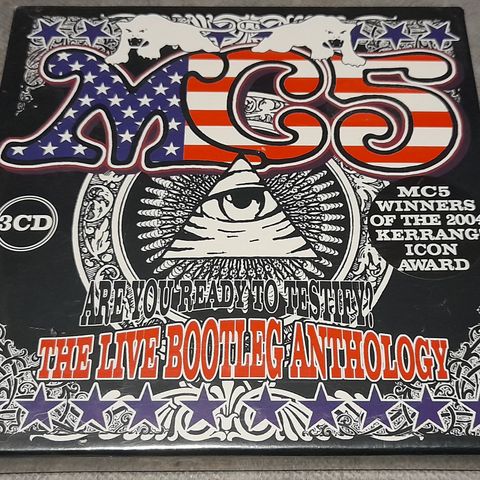 MC5
3CD
MC5
WINNERS
OF THE 2004
KERRANG
ICON
AWARD
ARE YOU READY TO TESTIFY?
THE LIVE BOOTLEG ANTHOLOGY